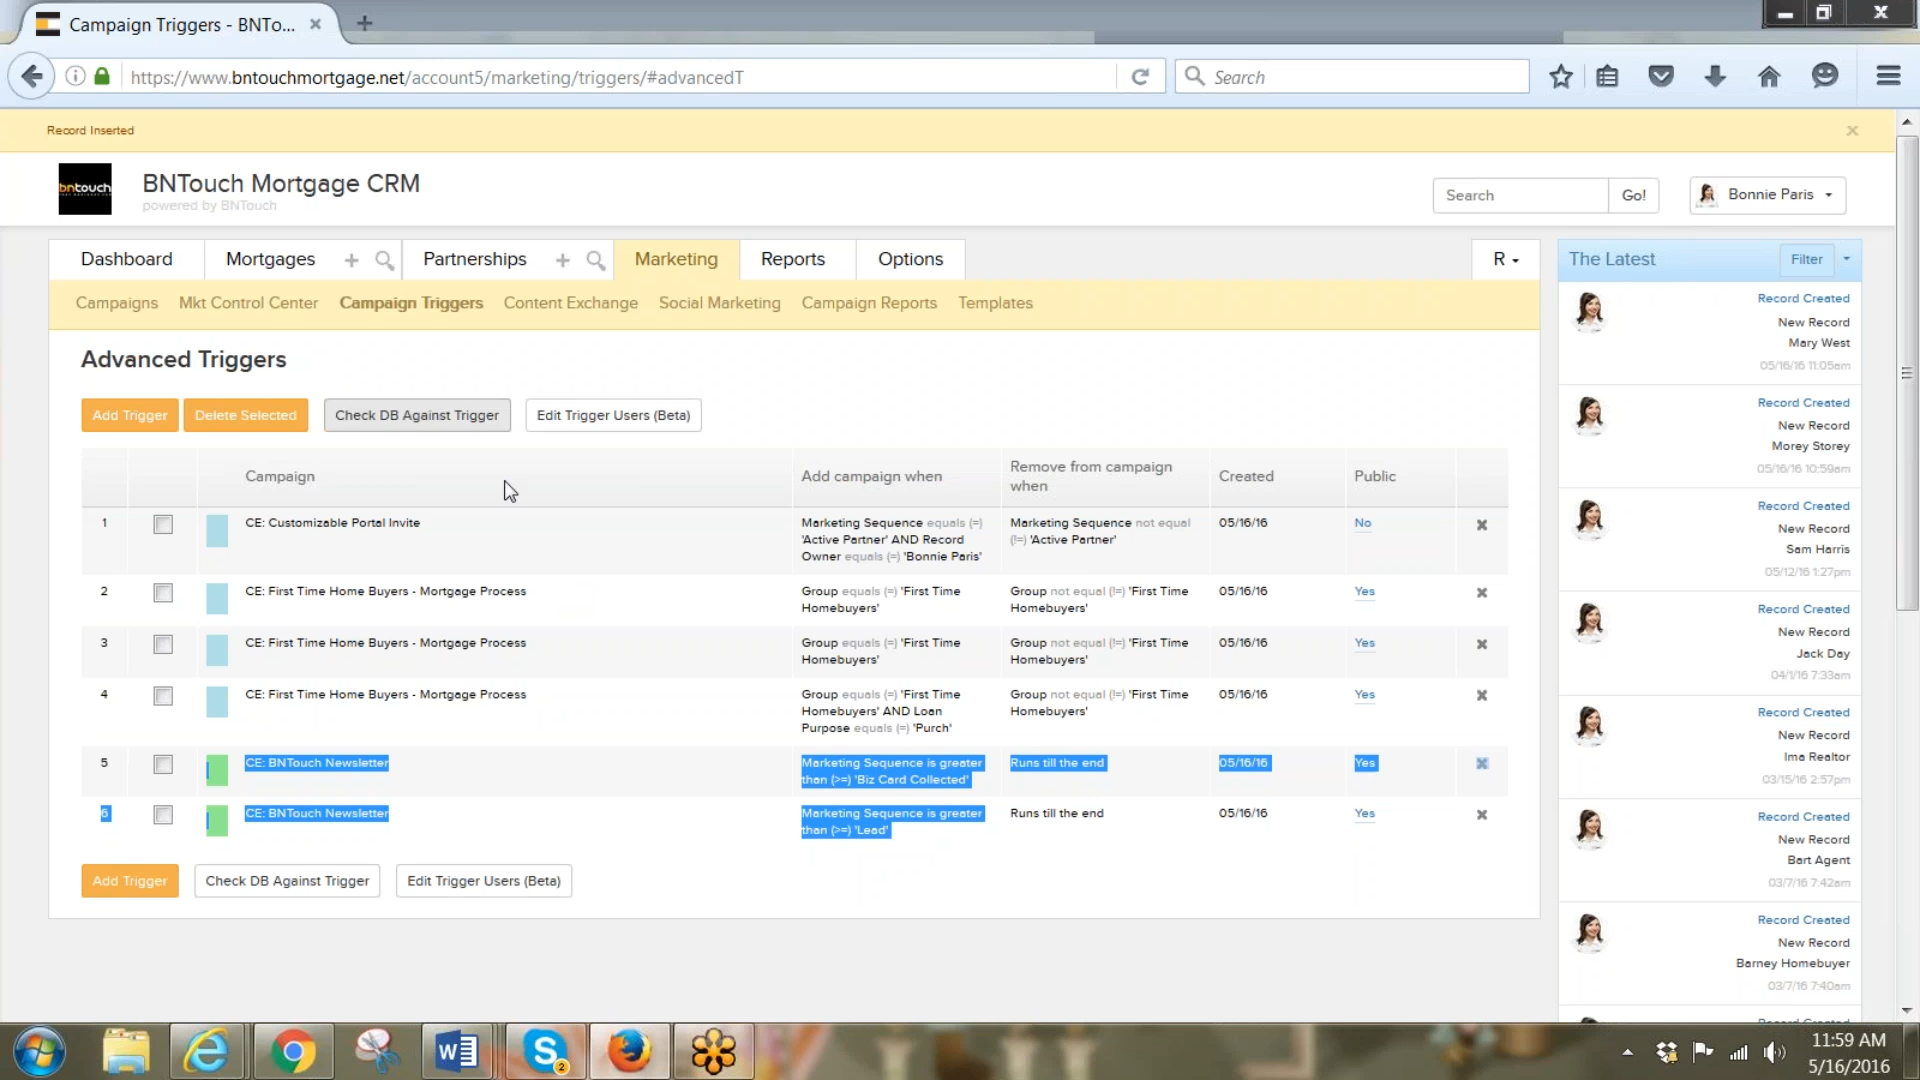 Campaign Triggers - BNTo...
https://www.bntouchmortgage.net/account5/marketing/triggers/#advancedT
Search
Record Inserted
bntouch
BNTouch Mortgage CRM
powered by BNTouch
Search
Go!
Bonnie Paris
Dashboard
Mortgages
Partnerships
Marketing
Reports
Options
R
Campaigns
Mkt Control Center
Campaign Triggers
Content Exchange
Social Marketing
Campaign Reports
Templates
Advanced Triggers
Add Trigger
Delete Selected
Check DB Against Trigger
Edit Trigger Users (Beta)
Campaign
Add campaign when
Remove from campaign
when
Created
Public
1
CE: Customizable Portal Invite
Marketing Sequence equals (=)
'Active Partner' AND Record
Owner equals (=) 'Bonnie Paris'
Marketing Sequence not equal
(!=) 'Active Partner'
05/16/16
No
2
CE: First Time Home Buyers - Mortgage Process
Group equals (=) 'First Time
Homebuyers'
Group not equal (!=) 'First Time
Homebuyers'
05/16/16
Yes
3
CE: First Time Home Buyers - Mortgage Process
Group equals (=) 'First Time
Homebuyers'
Group not equal (!=) 'First Time
Homebuyers'
05/16/16
Yes
4
CE: First Time Home Buyers - Mortgage Process
Group equals (=) 'First Time
Homebuyers' AND Loan
Purpose equals (=) 'Purch'
Group not equal (!=) 'First Time
Homebuyers'
05/16/16
Yes
5
CE: BNTouch Newsletter
Marketing Sequence is greater
than (>=) 'Biz Card Collected'
Runs till the end
05/16/16
Yes
6
CE: BNTouch Newsletter
Marketing Sequence is greater
than (>=) 'Lead'
Runs till the end
05/16/16
Yes
Add Trigger
Check DB Against Trigger
Edit Trigger Users (Beta)
The Latest
Filter
Record Created
New Record
Mary West
05/16/16 11:05am
Record Created
New Record
Morey Storey
05/16/16 10:59am
Record Created
New Record
Sam Harris
05/12/16 1:27pm
Record Created
New Record
Jack Day
04/1/16 7:33am
Record Created
New Record
Ima Realtor
03/15/16 2:57pm
Record Created
New Record
Bart Agent
03/7/16 7:42am
Record Created
New Record
Barney Homebuyer
03/7/16 7:40am
2
11:59 AM
5/16/2016